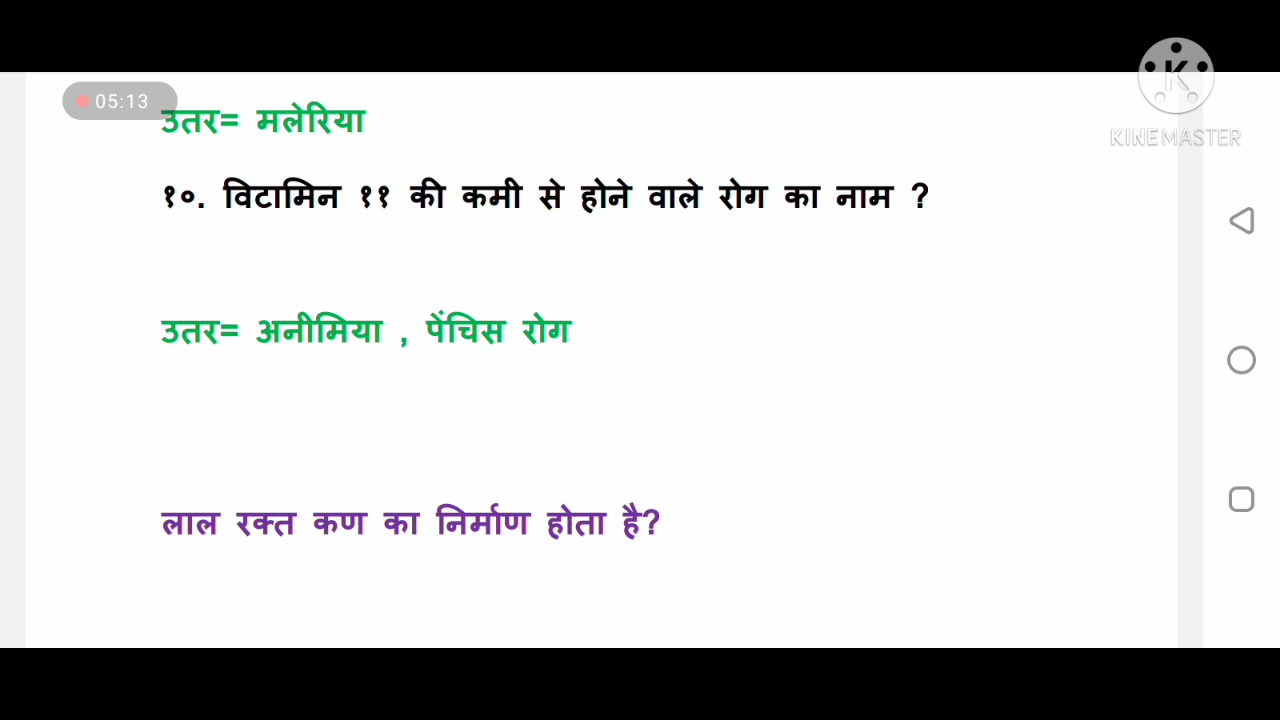 05:13
उतर= मलेरिया
KINEMASTER
१०. विटामिन ११ की कमी से होने वाले रोग का नाम ?
उतर= अनीमिया , पेंचिस रोग
लाल रक्त कण का निर्माण होता है?